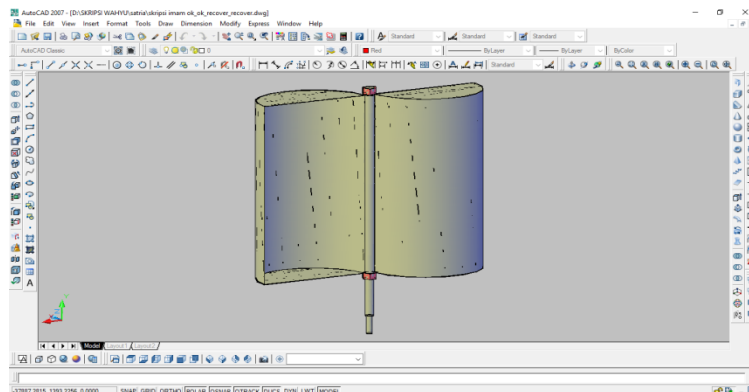 AutoCAD 2007 - [D:\SKRIPSI WAHYU\satria\skripsi imam ok_ok_recover_recover.dwg]
File Edit View Insert Format Tools Draw Dimension Modify Express Window Help
Standard Standard Standard
AutoCAD Classic 0 Red ByLayer ByLayer ByColor
Standard
A
Model Layout1 Layout2
SNAP GRID ORTHO POLAR OSNAP OTRACK DUCS DYN LWT MODEL